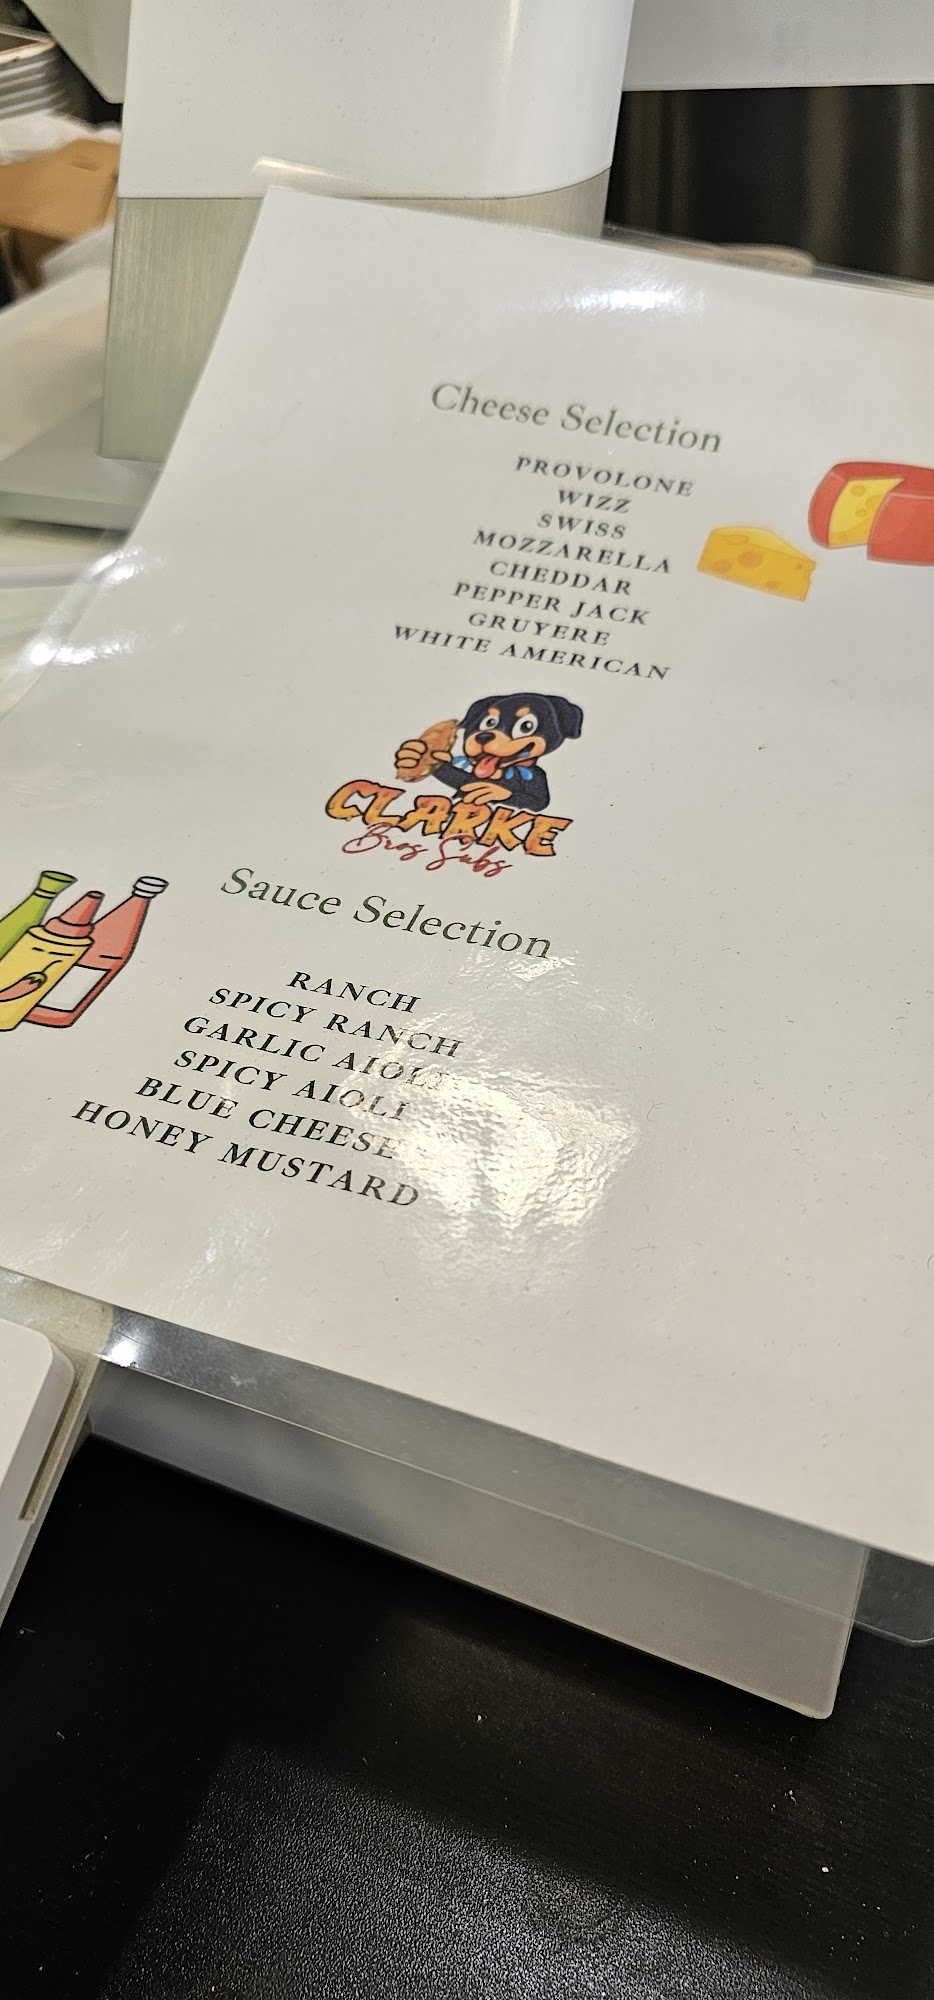 Cheese Selection
PROVOLONE
WIZZ
SWISS
MOZZARELLA
CHEDDAR
PEPPER JACK
GRUYERE
WHITE AMERICAN
CLARKE
Bros Subs
Sauce Selection
RANCH
SPICY RANCH
GARLIC AIOLI
SPICY AIOLI
BLUE CHEESE
HONEY MUSTARD